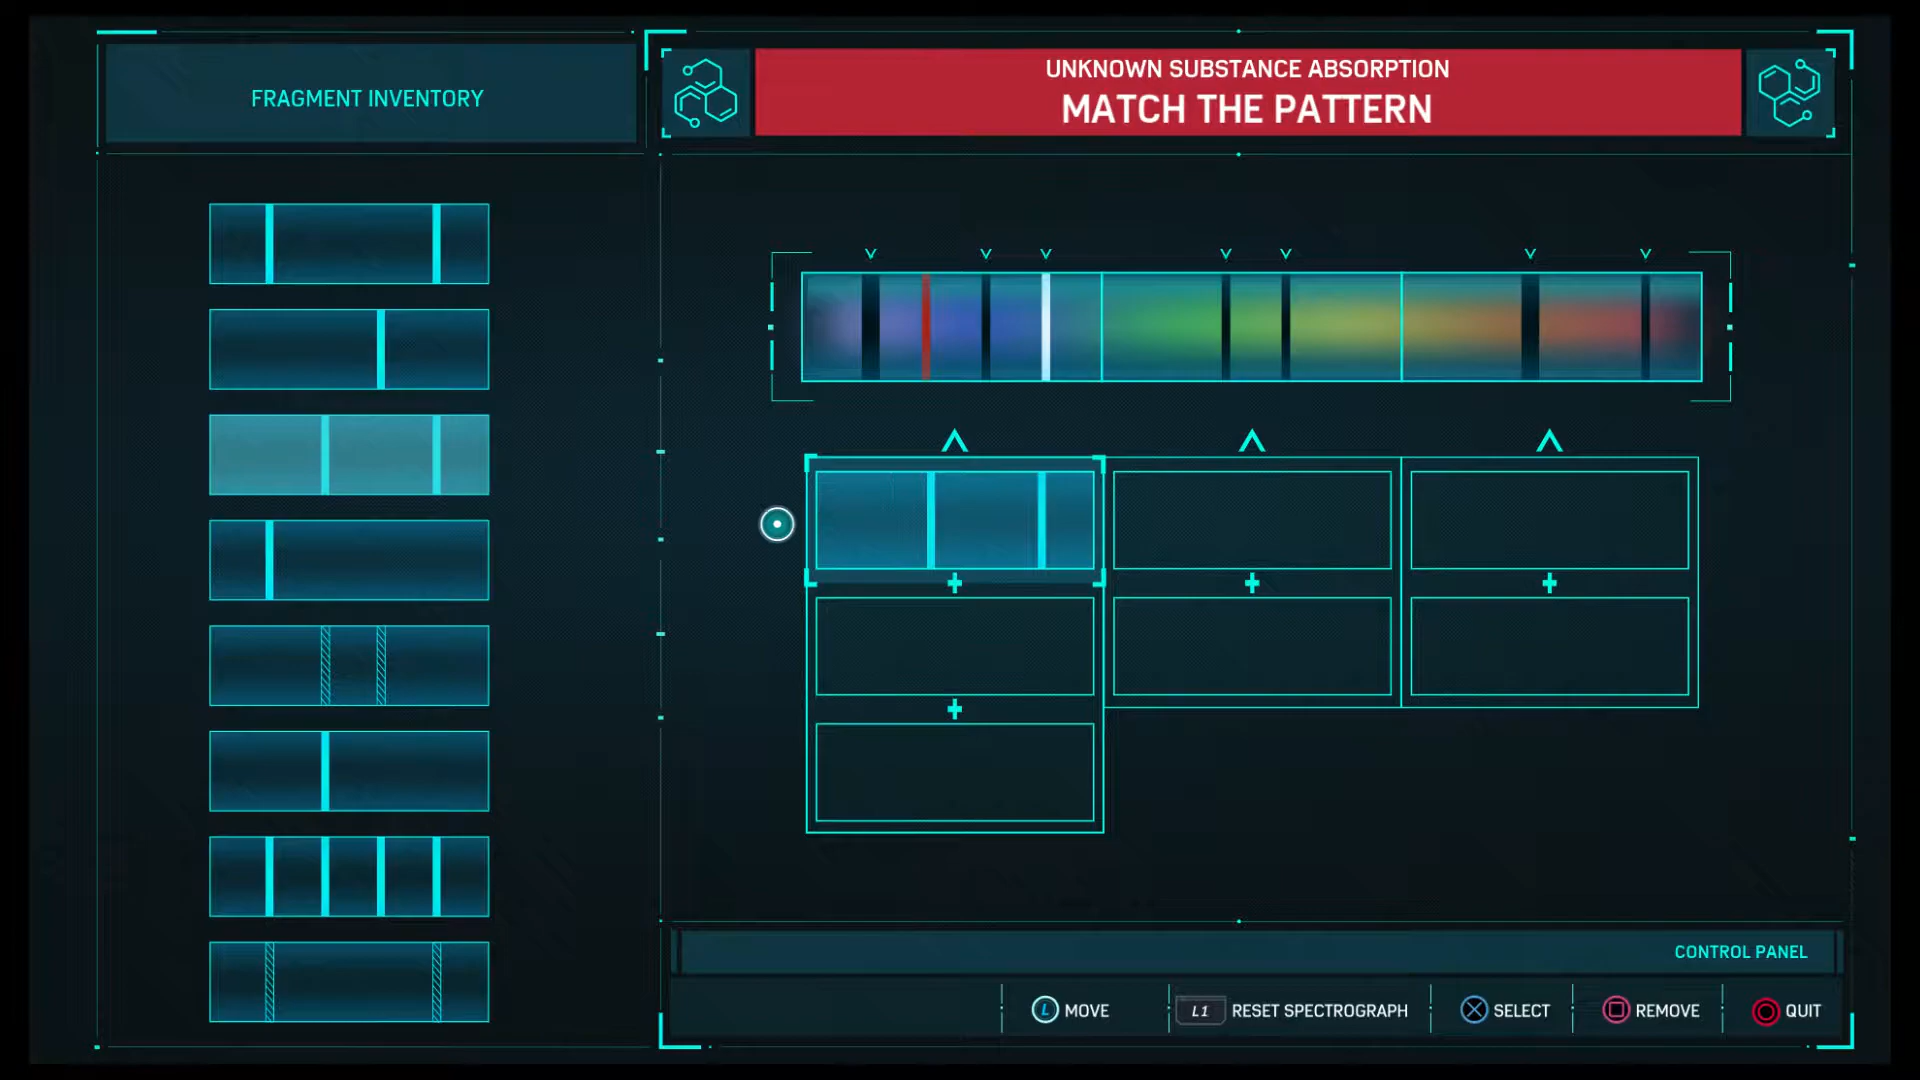 FRAGMENT INVENTORY
UNKNOWN SUBSTANCE ABSORPTION
MATCH THE PATTERN
CONTROL PANEL
L MOVE
L1 RESET SPECTROGRAPH
SELECT
REMOVE
QUIT